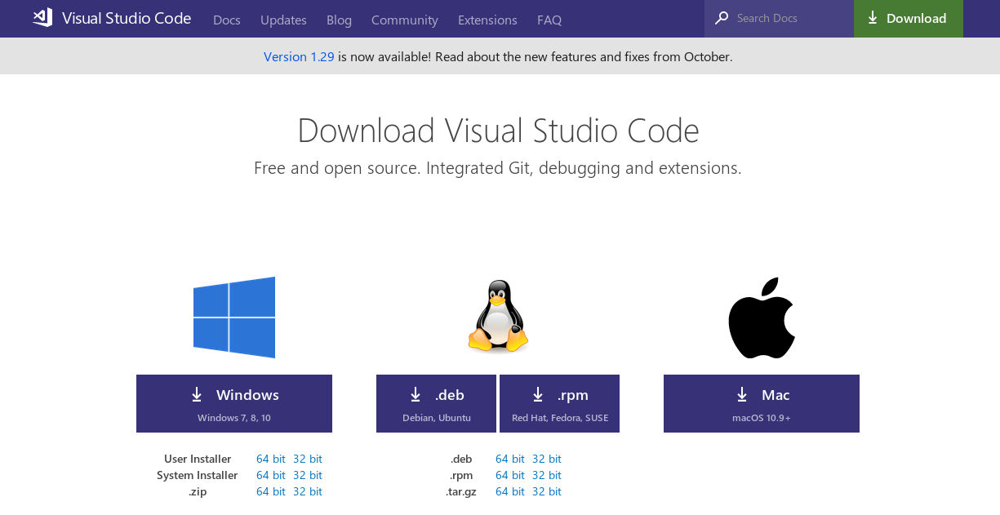 Visual Studio Code Docs Updates Blog Community Extensions FAQ Search Docs Download
Version 1.29 is now available! Read about the new features and fixes from October.
Download Visual Studio Code
Free and open source. Integrated Git, debugging and extensions.
Windows
Windows 7, 8, 10
.deb
Debian, Ubuntu
.rpm
Red Hat, Fedora, SUSE
Mac
macOS 10.9+
User Installer 64 bit 32 bit
System Installer 64 bit 32 bit
.zip 64 bit 32 bit
.deb 64 bit 32 bit
.rpm 64 bit 32 bit
.tar.gz 64 bit 32 bit